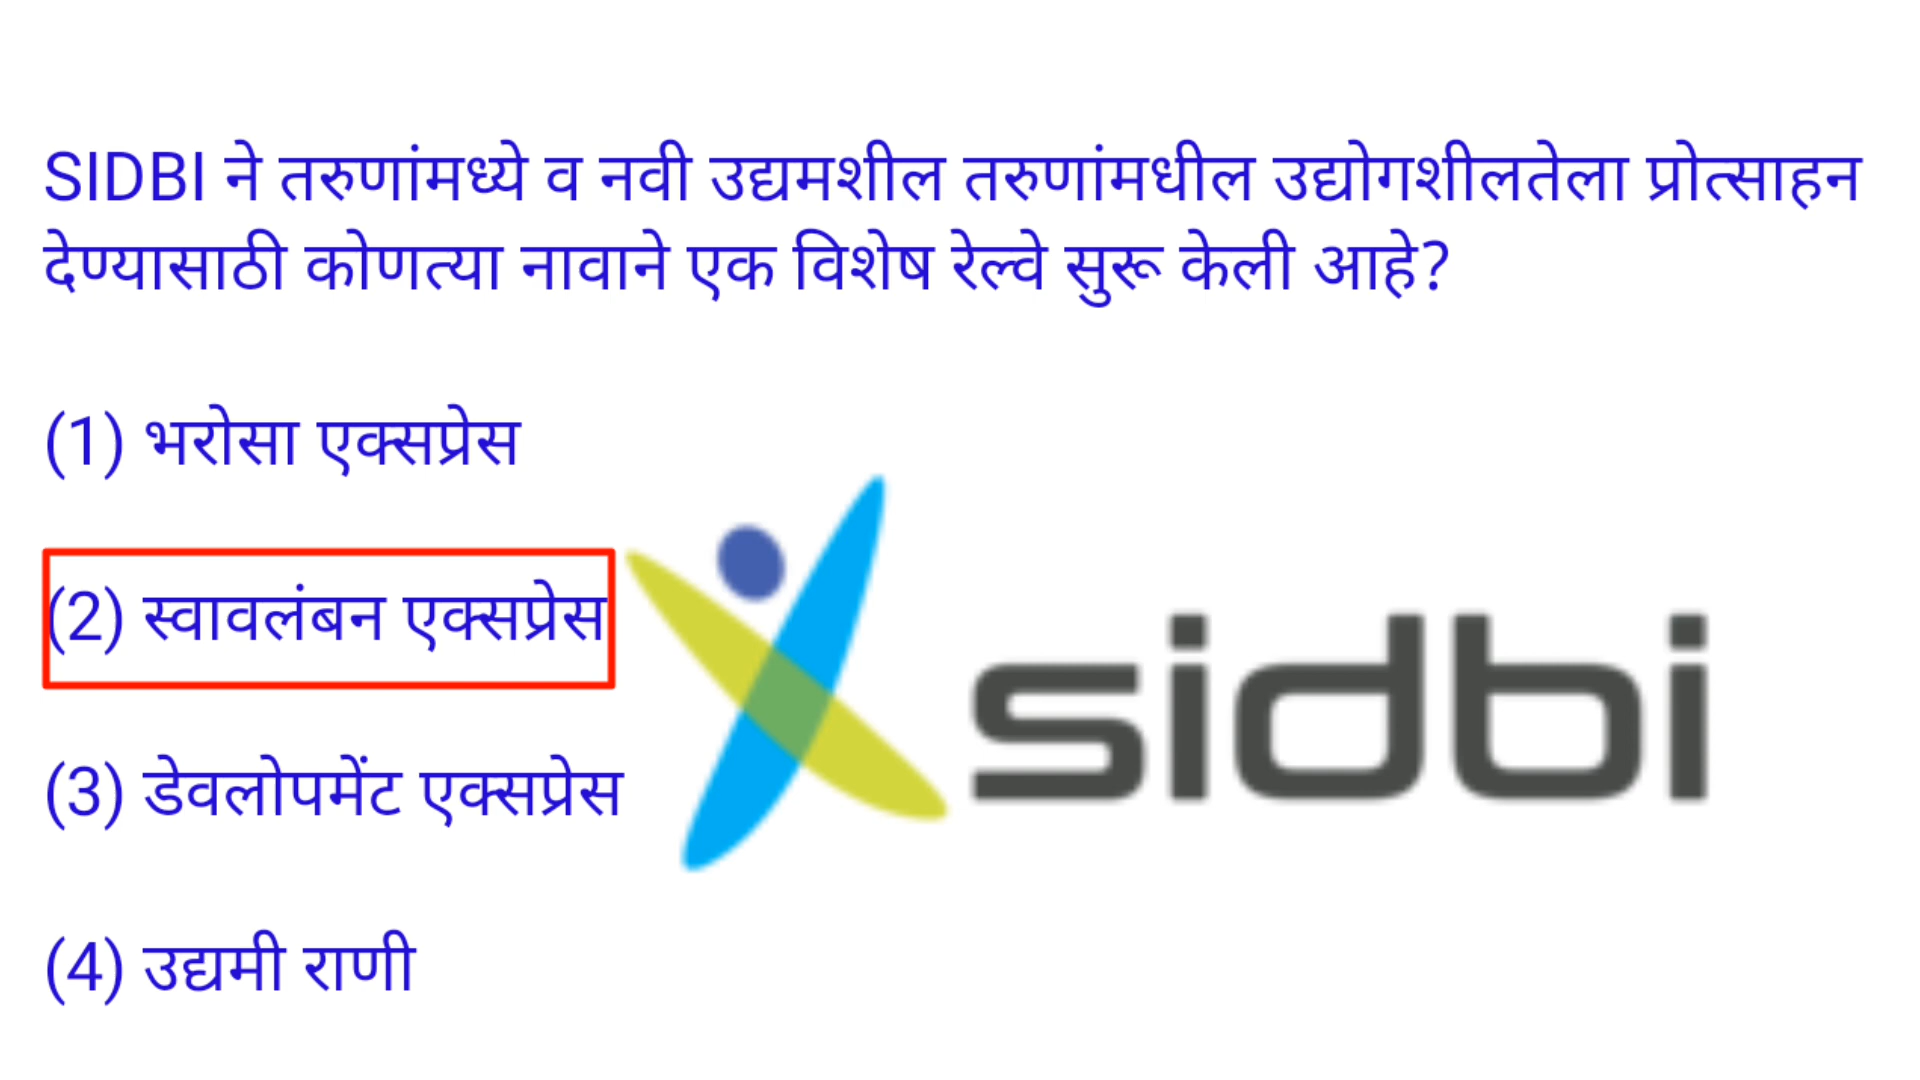 SIDBI ने तरुणांमध्ये व नवी उद्यमशील तरुणांमधील उद्योगशीलतेला प्रोत्साहन
देण्यासाठी कोणत्या नावाने एक विशेष रेल्वे सुरू केली आहे?
(1) भरोसा एक्सप्रेस
(2) स्वावलंबन एक्सप्रेस
(3) डेवलोपमेंट एक्सप्रेस
(4) उद्यमी राणी
sidbi